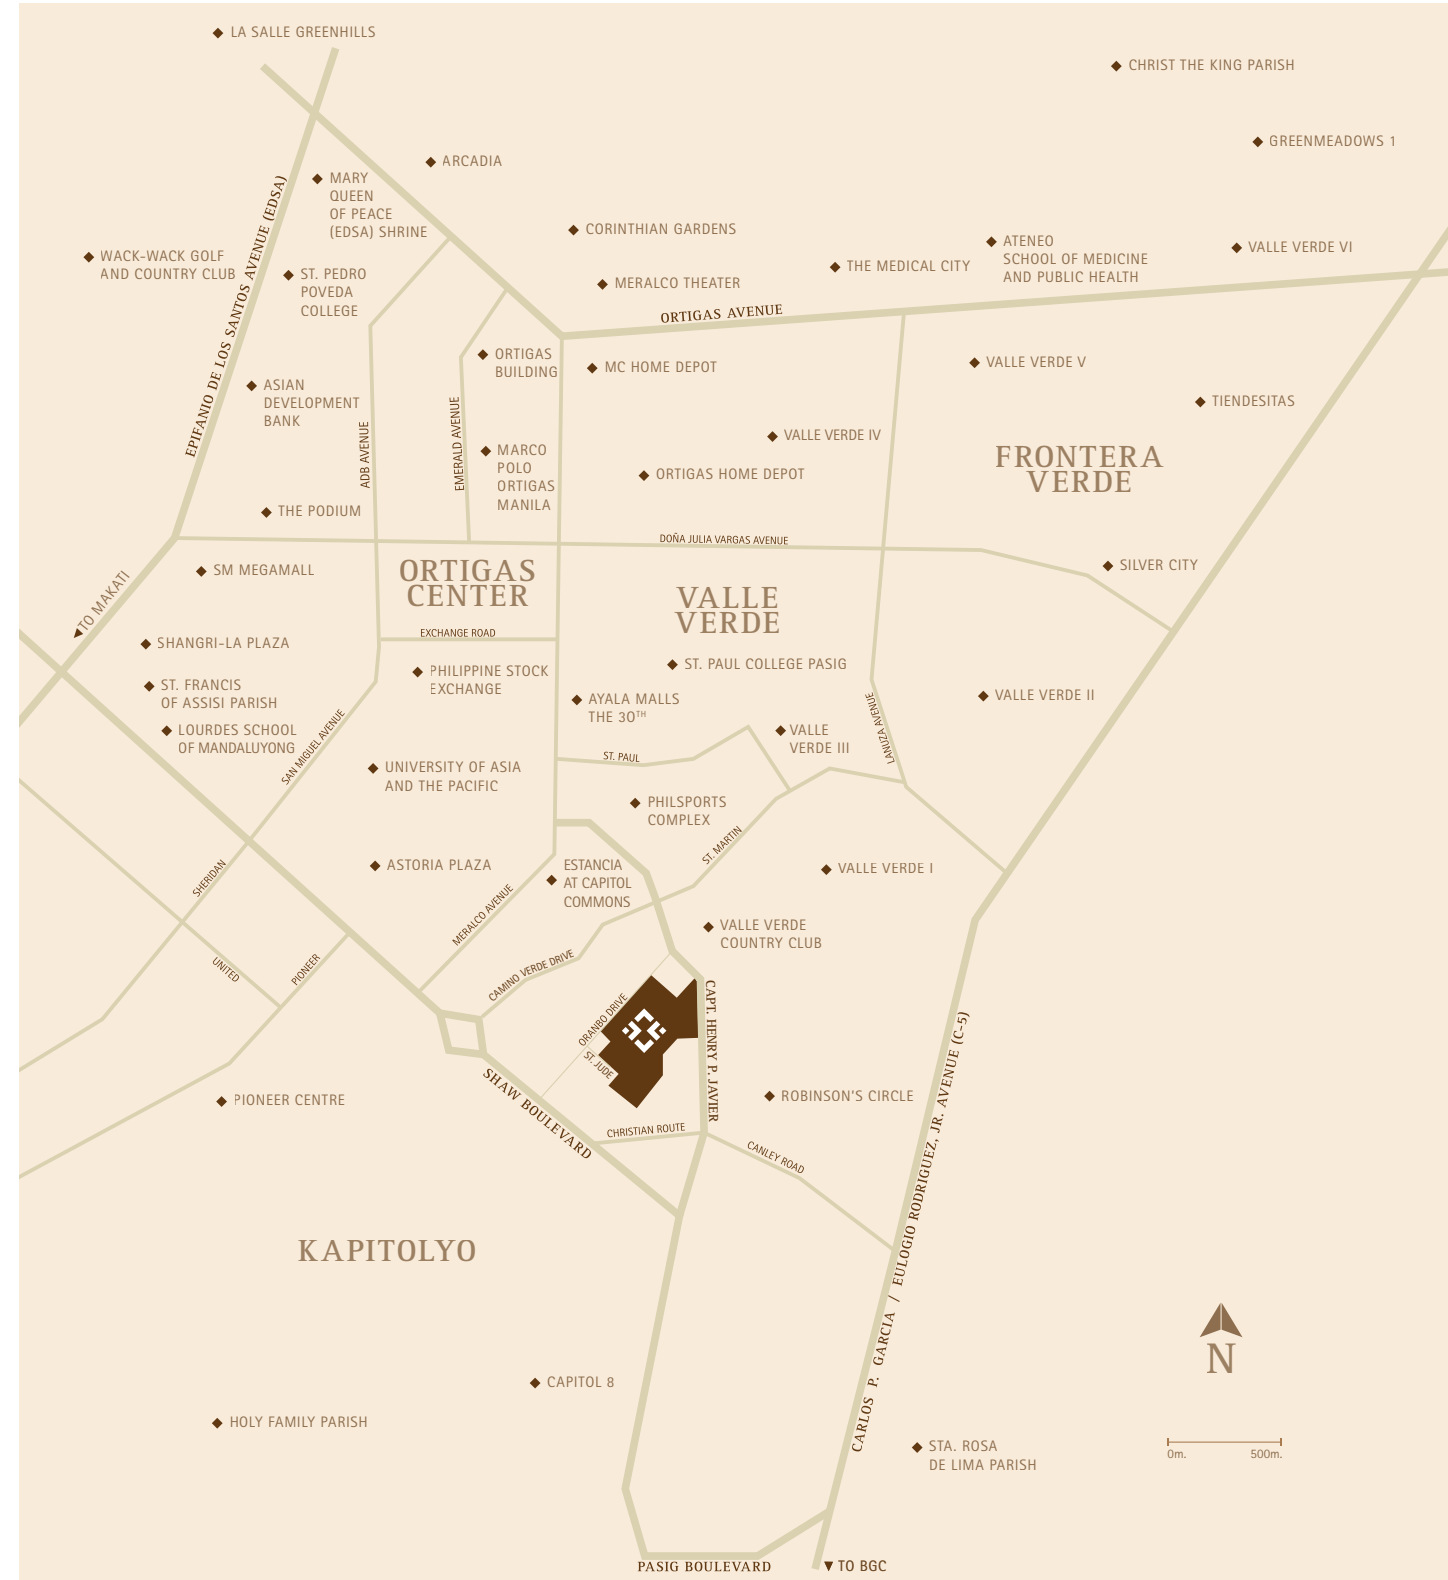 LA SALLE GREENHILLS
CHRIST THE KING PARISH
GREENMEADOWS 1
ARCADIA
MARY
QUEEN
OF PEACE
(EDSA) SHRINE
CORINTHIAN GARDENS
WACK-WACK GOLF
AND COUNTRY CLUB
ST. PEDRO
POVEDA
COLLEGE
EPIFANIO DE LOS SANTOS AVENUE (EDSA)
MERALCO THEATER
THE MEDICAL CITY
ATENEO
SCHOOL OF MEDICINE
AND PUBLIC HEALTH
VALLE VERDE VI
ORTIGAS AVENUE
ORTIGAS
BUILDING
MC HOME DEPOT
VALLE VERDE V
ASIAN
DEVELOPMENT
BANK
TIENDESITAS
ADB AVENUE
EMERALD AVENUE
MARCO
POLO
ORTIGAS
MANILA
VALLE VERDE IV
ORTIGAS HOME DEPOT
FRONTERA
VERDE
THE PODIUM
DOÑA JULIA VARGAS AVENUE
SM MEGAMALL
ORTIGAS
CENTER
SILVER CITY
TO MAKATI
VALLE
VERDE
EXCHANGE ROAD
SHANGRI-LA PLAZA
PHILIPPINE STOCK
EXCHANGE
ST. PAUL COLLEGE PASIG
ST. FRANCIS
OF ASSISI PARISH
AYALA MALLS
THE 30TH
VALLE VERDE II
LOURDES SCHOOL
OF MANDALUYONG
SAN MIGUEL AVENUE
VALLE
VERDE III
LANUZA AVENUE
ST. PAUL
UNIVERSITY OF ASIA
AND THE PACIFIC
PHILSPORTS
COMPLEX
ST. MARTIN
SHERIDAN
ASTORIA PLAZA
ESTANCIA
AT CAPITOL
COMMONS
VALLE VERDE I
MERALCO AVENUE
VALLE VERDE
COUNTRY CLUB
UNITED
PIONEER
CAMINO VERDE DRIVE
ORANBO DRIVE
ST. JUDE
CAPT. HENRY P. JAVIER
SHAW BOULEVARD
PIONEER CENTRE
ROBINSON'S CIRCLE
CHRISTIAN ROUTE
CANLEY ROAD
CARLOS P. GARCIA / EULOGIO RODRIGUEZ, JR. AVENUE (C-5)
KAPITOLYO
N
CAPITOL 8
HOLY FAMILY PARISH
STA. ROSA
DE LIMA PARISH
0m. 500m.
PASIG BOULEVARD
TO BGC